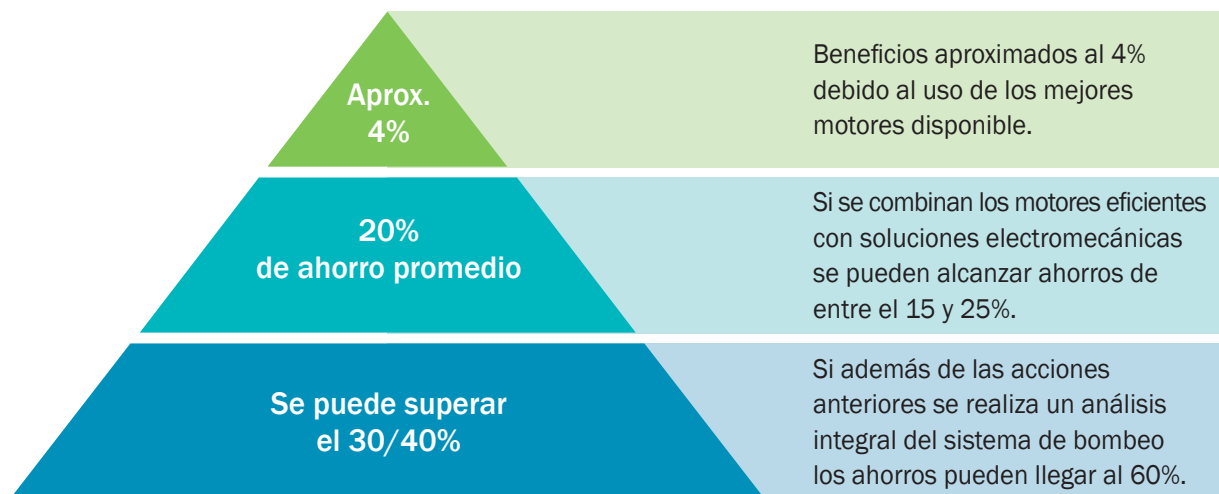 Aprox.
4%
Beneficios aproximados al 4%
debido al uso de los mejores
motores disponible.
20%
de ahorro promedio
Si se combinan los motores eficientes
con soluciones electromecánicas
se pueden alcanzar ahorros de
entre el 15 y 25%.
Se puede superar
el 30/40%
Si además de las acciones
anteriores se realiza un análisis
integral del sistema de bombeo
los ahorros pueden llegar al 60%.